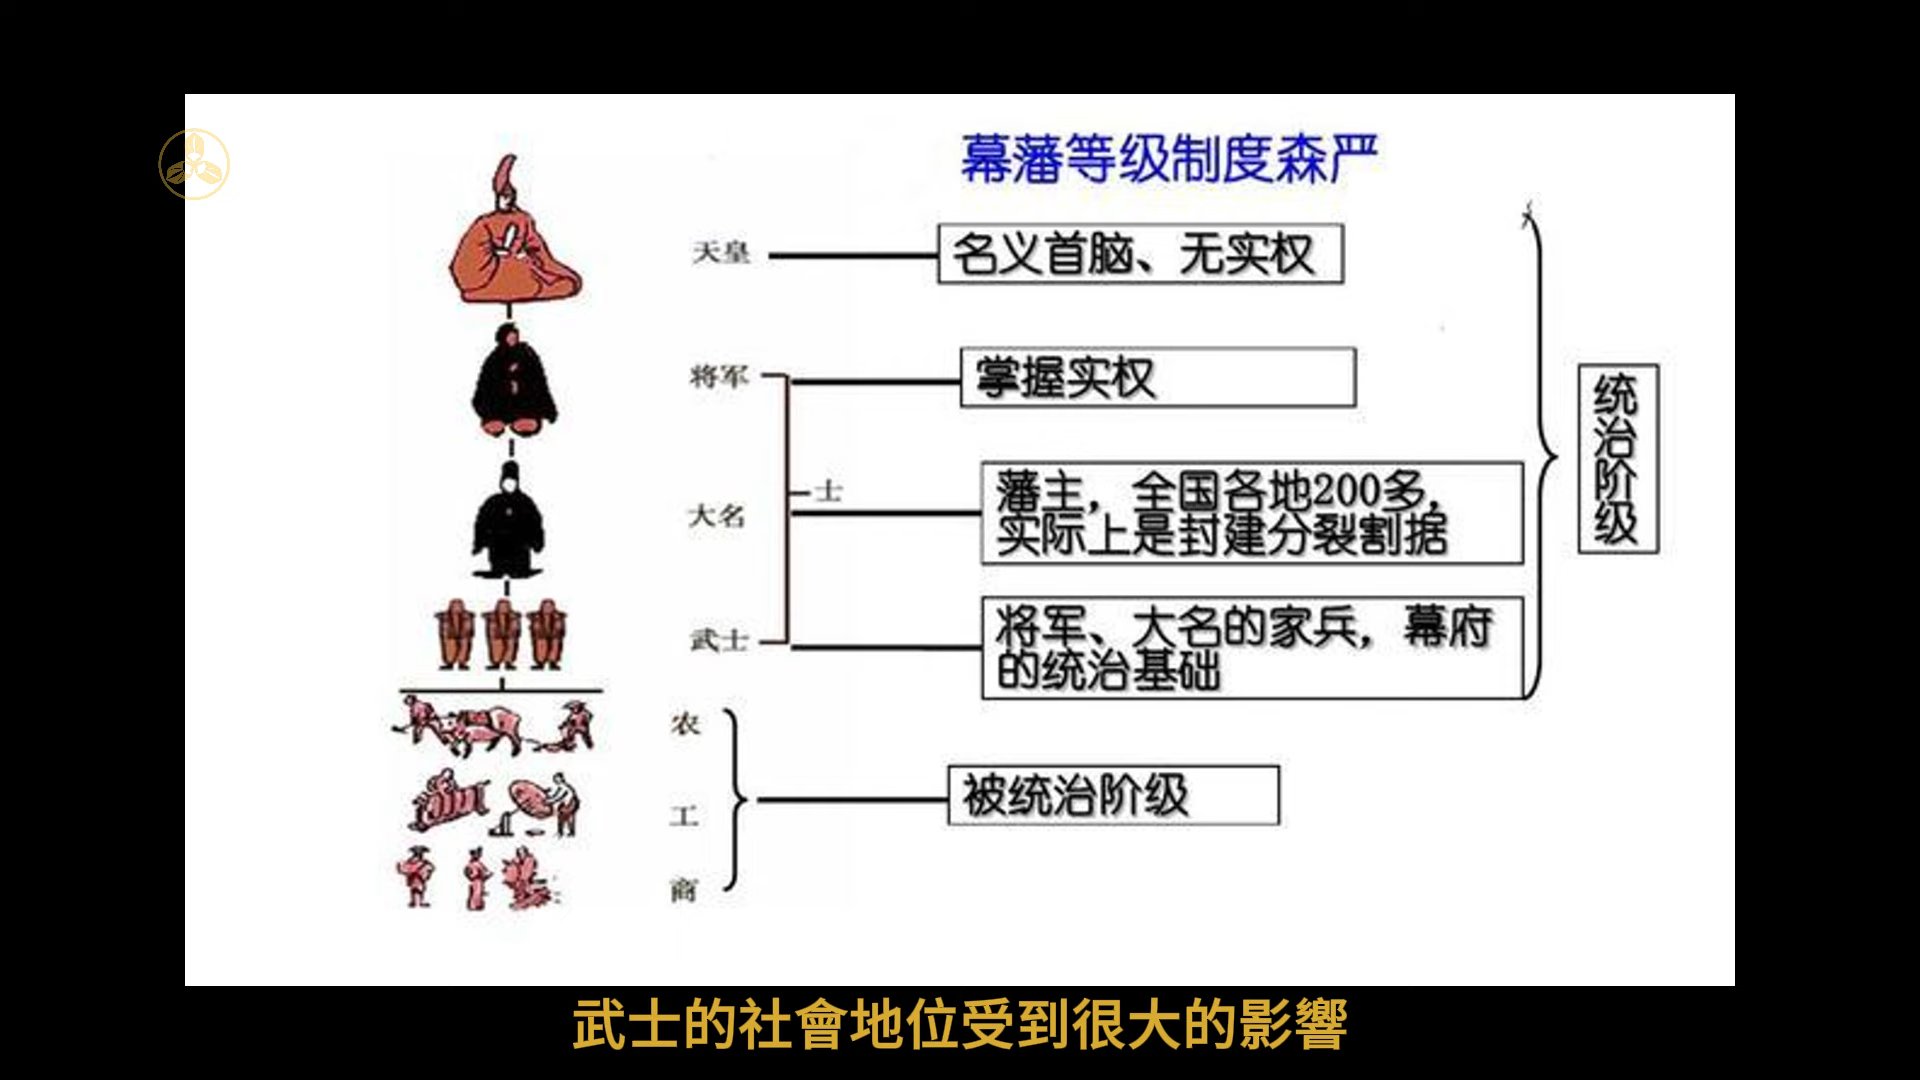 幕藩等级制度森严
天皇
名义首脑、无实权
将军
掌握实权
士
大名
藩主，全国各地200多，
实际上是封建分裂割据
武士
将军、大名的家兵，幕府
的统治基础
统治阶级
农
工
商
被统治阶级
武士的社會地位受到很大的影響